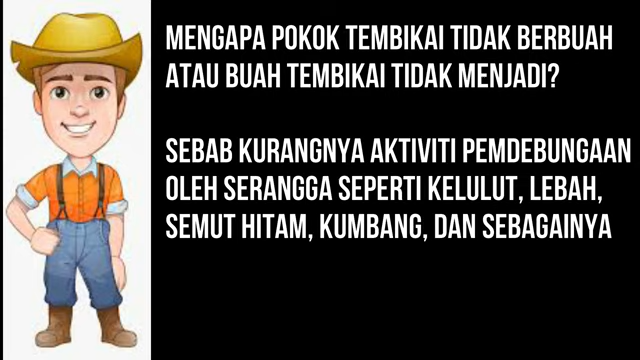 MENGAPA POKOK TEMBIKAI TIDAK BERBUAH
ATAU BUAH TEMBIKAI TIDAK MENJADI?
SEBAB KURANGNYA AKTIVITI PEMDEBUNGAAN
OLEH SERANGGA SEPERTI KELULUT, LEBAH,
SEMUT HITAM, KUMBANG, DAN SEBAGAINYA